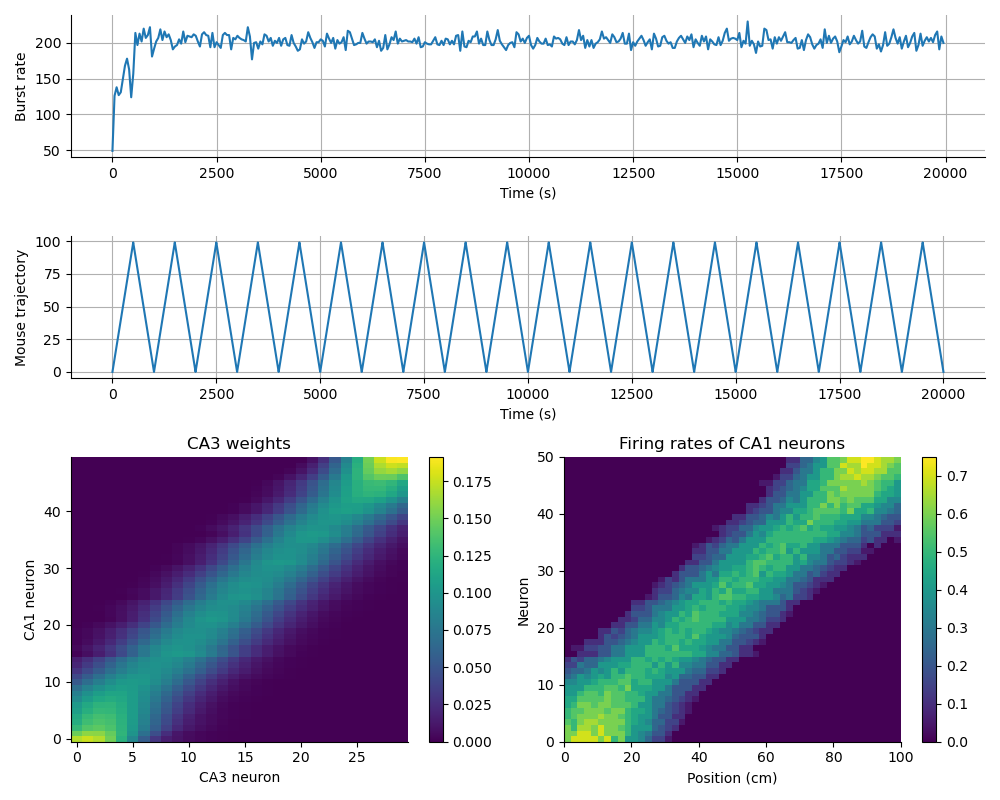 Burst rate
200
150
100
50
0 2500 5000 7500 10000 12500 15000 17500 20000
Time (s)
Mouse trajectory
100
75
50
25
0
0 2500 5000 7500 10000 12500 15000 17500 20000
Time (s)
CA3 weights
CA1 neuron
40
30
20
10
0
0 5 10 15 20 25
CA3 neuron
0.175
0.150
0.125
0.100
0.075
0.050
0.025
0.000
Firing rates of CA1 neurons
Neuron
50
40
30
20
10
0
0 20 40 60 80 100
Position (cm)
0.7
0.6
0.5
0.4
0.3
0.2
0.1
0.0